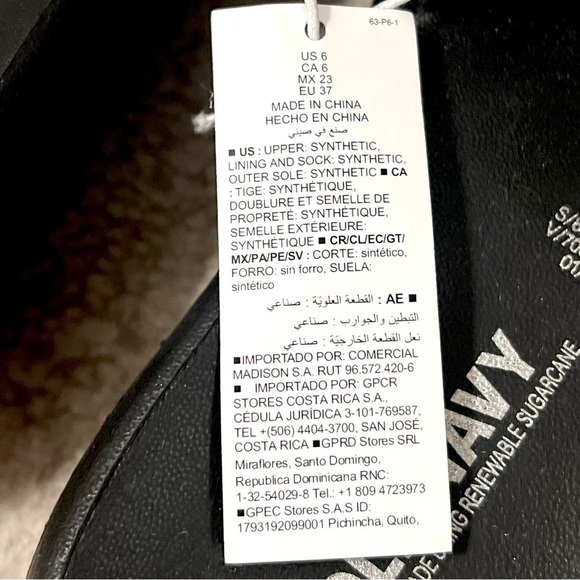 63-P6-1
US 6
CA 6
MX 23
EU 37
MADE IN CHINA
HECHO EN CHINA
صنع في صيني
■ US : UPPER: SYNTHETIC,
LINING AND SOCK: SYNTHETIC,
OUTER SOLE: SYNTHETIC ■ CA
: TIGE: SYNTHÉTIQUE,
DOUBLURE ET SEMELLE DE
PROPRETÉ: SYNTHÉTIQUE,
SEMELLE EXTÉRIEURE:
SYNTHÉTIQUE ■ CR/CL/EC/GT/
MX/PA/PE/SV : CORTE: sintético,
FORRO: sin forro, SUELA:
sintético
■ AE : القطعة العلويّة : صناعي
التبطين والجوارب : صناعي
نعل القطعة الخارجيّة : صناعي
■IMPORTADO POR: COMERCIAL
MADISON S.A. RUT 96.572.420-6
■ IMPORTADO POR: GPCR
STORES COSTA RICA S.A.,
CÉDULA JURÍDICA 3-101-769587,
TEL +(506) 4404-3700, SAN JOSÉ,
COSTA RICA ■GPRD Stores SRL
Miraflores, Santo Domingo,
Republica Dominicana RNC:
1-32-54029-8 Tel.: +1 809 4723973
■GPEC Stores S.A.S ID:
1793192099001 Pichincha, Quito,
NAVY
RENEWABLE SUGARCANE